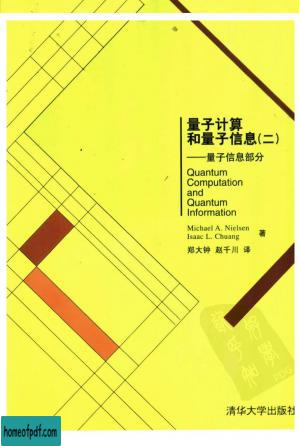 量子计算
和量子信息(二)
——量子信息部分
Quantum
Computation
and
Quantum
Information
Michael A. Nielsen
Isaac L. Chuang 著
郑大钟 赵千川 译
清华大学出版社
homeofpdf.com